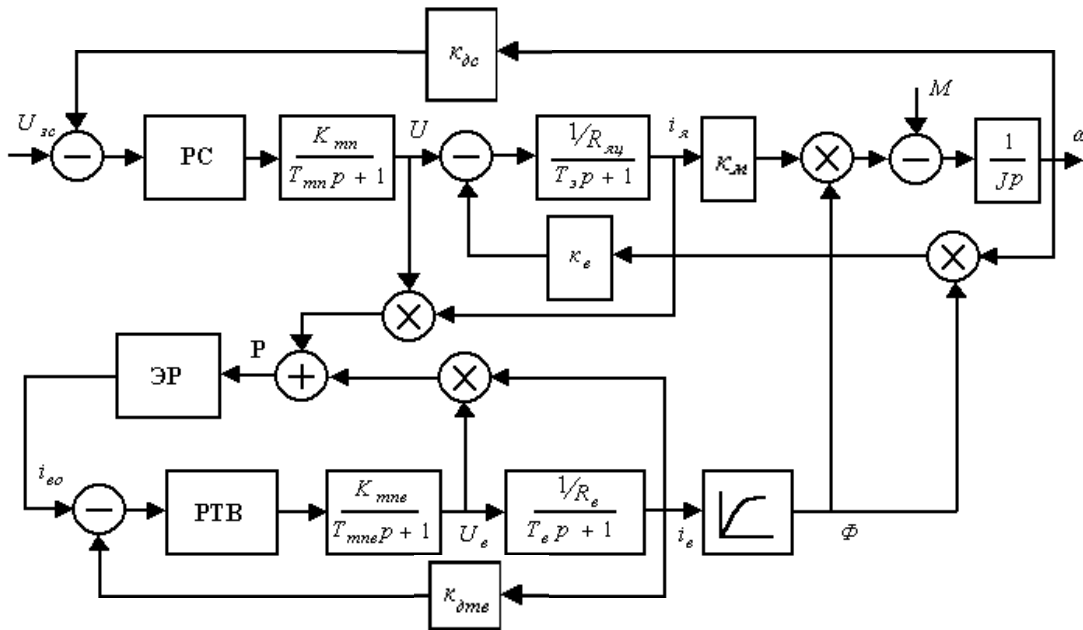 к_дс
U_зс
−
РС
K_тп
T_тп p + 1
U
−
1/R_яц
T_э p + 1
i_я
к_м
×
M
−
1
Jp
к_в
×
×
ЭР
P
+
×
i_во
−
РТВ
K_тпв
T_тпв p + 1
U_в
1/R_в
T_в p + 1
i_в
Ф
к_дтв